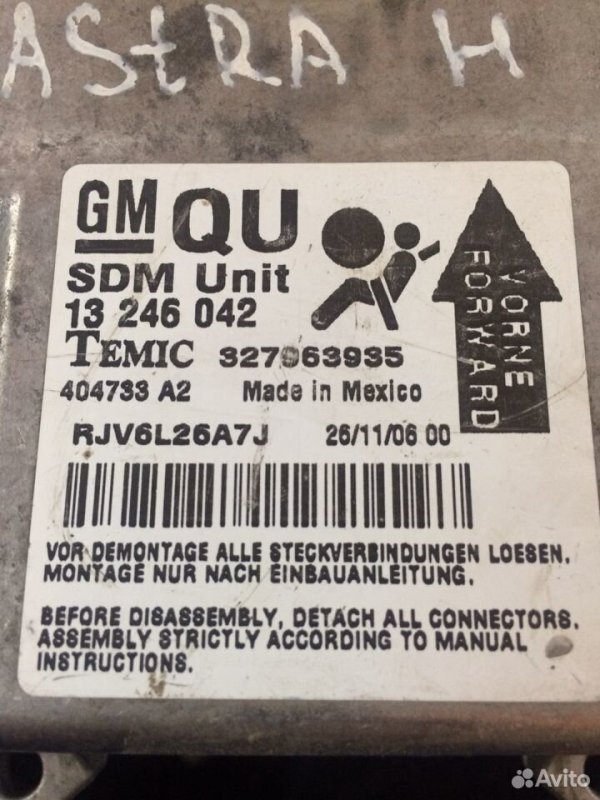 ASTRA H
GM QU
SDM Unit
13 246 042
TEMIC 327963935
404733 A2 Made in Mexico
RJV6L26A7J 26/11/06 00
VORNE
FORWARD
VOR DEMONTAGE ALLE STECKVERBINDUNGEN LOESEN.
MONTAGE NUR NACH EINBAUANLEITUNG.
BEFORE DISASSEMBLY, DETACH ALL CONNECTORS.
ASSEMBLY STRICTLY ACCORDING TO MANUAL
INSTRUCTIONS.
Avito